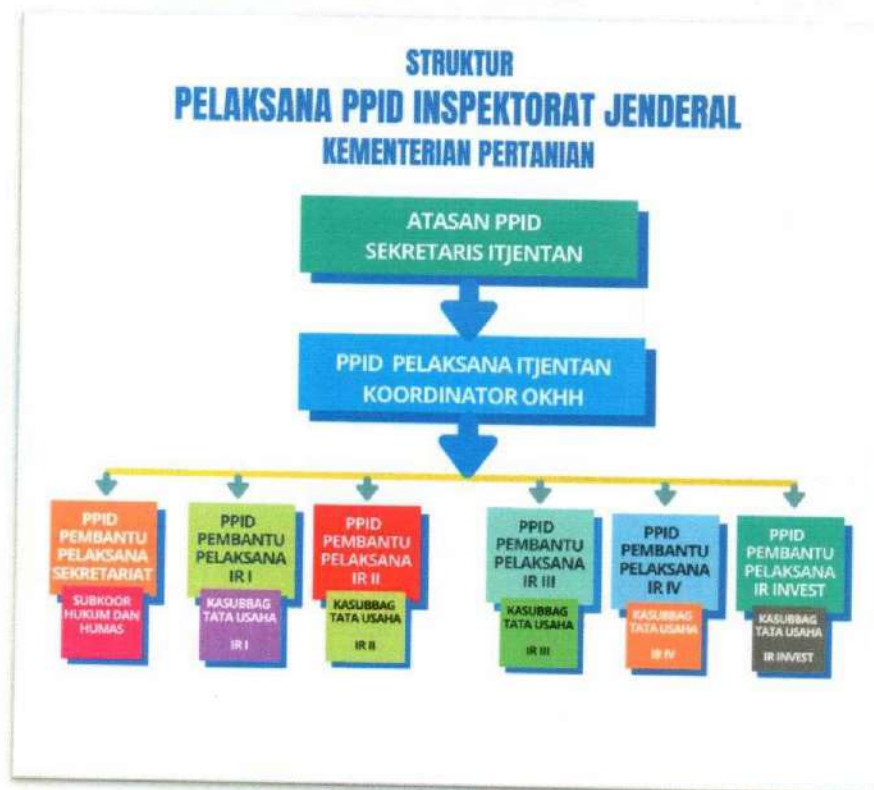 STRUKTUR
PELAKSANA PPID INSPEKTORAT JENDERAL
KEMENTERIAN PERTANIAN
ATASAN PPID
SEKRETARIS ITJENTAN
PPID PELAKSANA ITJENTAN
KOORDINATOR OKHH
PPID
PEMBANTU
PELAKSANA
SEKRETARIAT
SUBKOOR
HUKUM DAN
HUMAS
PPID
PEMBANTU
PELAKSANA
IR I
KASUBBAG
TATA USAHA
IR I
PPID
PEMBANTU
PELAKSANA
IR II
KASUBBAG
TATA USAHA
IR II
PPID
PEMBANTU
PELAKSANA
IR III
KASUBBAG
TATA USAHA
IR III
PPID
PEMBANTU
PELAKSANA
IR IV
KASUBBAG
TATA USAHA
IR IV
PPID
PEMBANTU
PELAKSANA
IR INVEST
KASUBBAG
TATA USAHA
IR INVEST